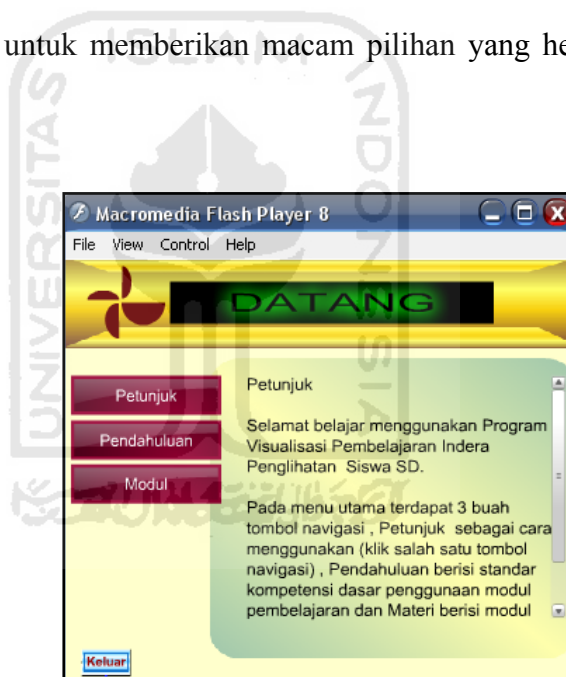 untuk memberikan macam pilihan yang he
UNIVERSITAS
ISLAM
INDONESIA
Macromedia Flash Player 8
File View Control Help
DATANG
Petunjuk
Pendahuluan
Modul
Petunjuk
Selamat belajar menggunakan Program
Visualisasi Pembelajaran Indera
Penglihatan Siswa SD.
Pada menu utama terdapat 3 buah
tombol navigasi , Petunjuk sebagai cara
menggunakan (klik salah satu tombol
navigasi) , Pendahuluan berisi standar
kompetensi dasar penggunaan modul
pembelajaran dan Materi berisi modul
Keluar